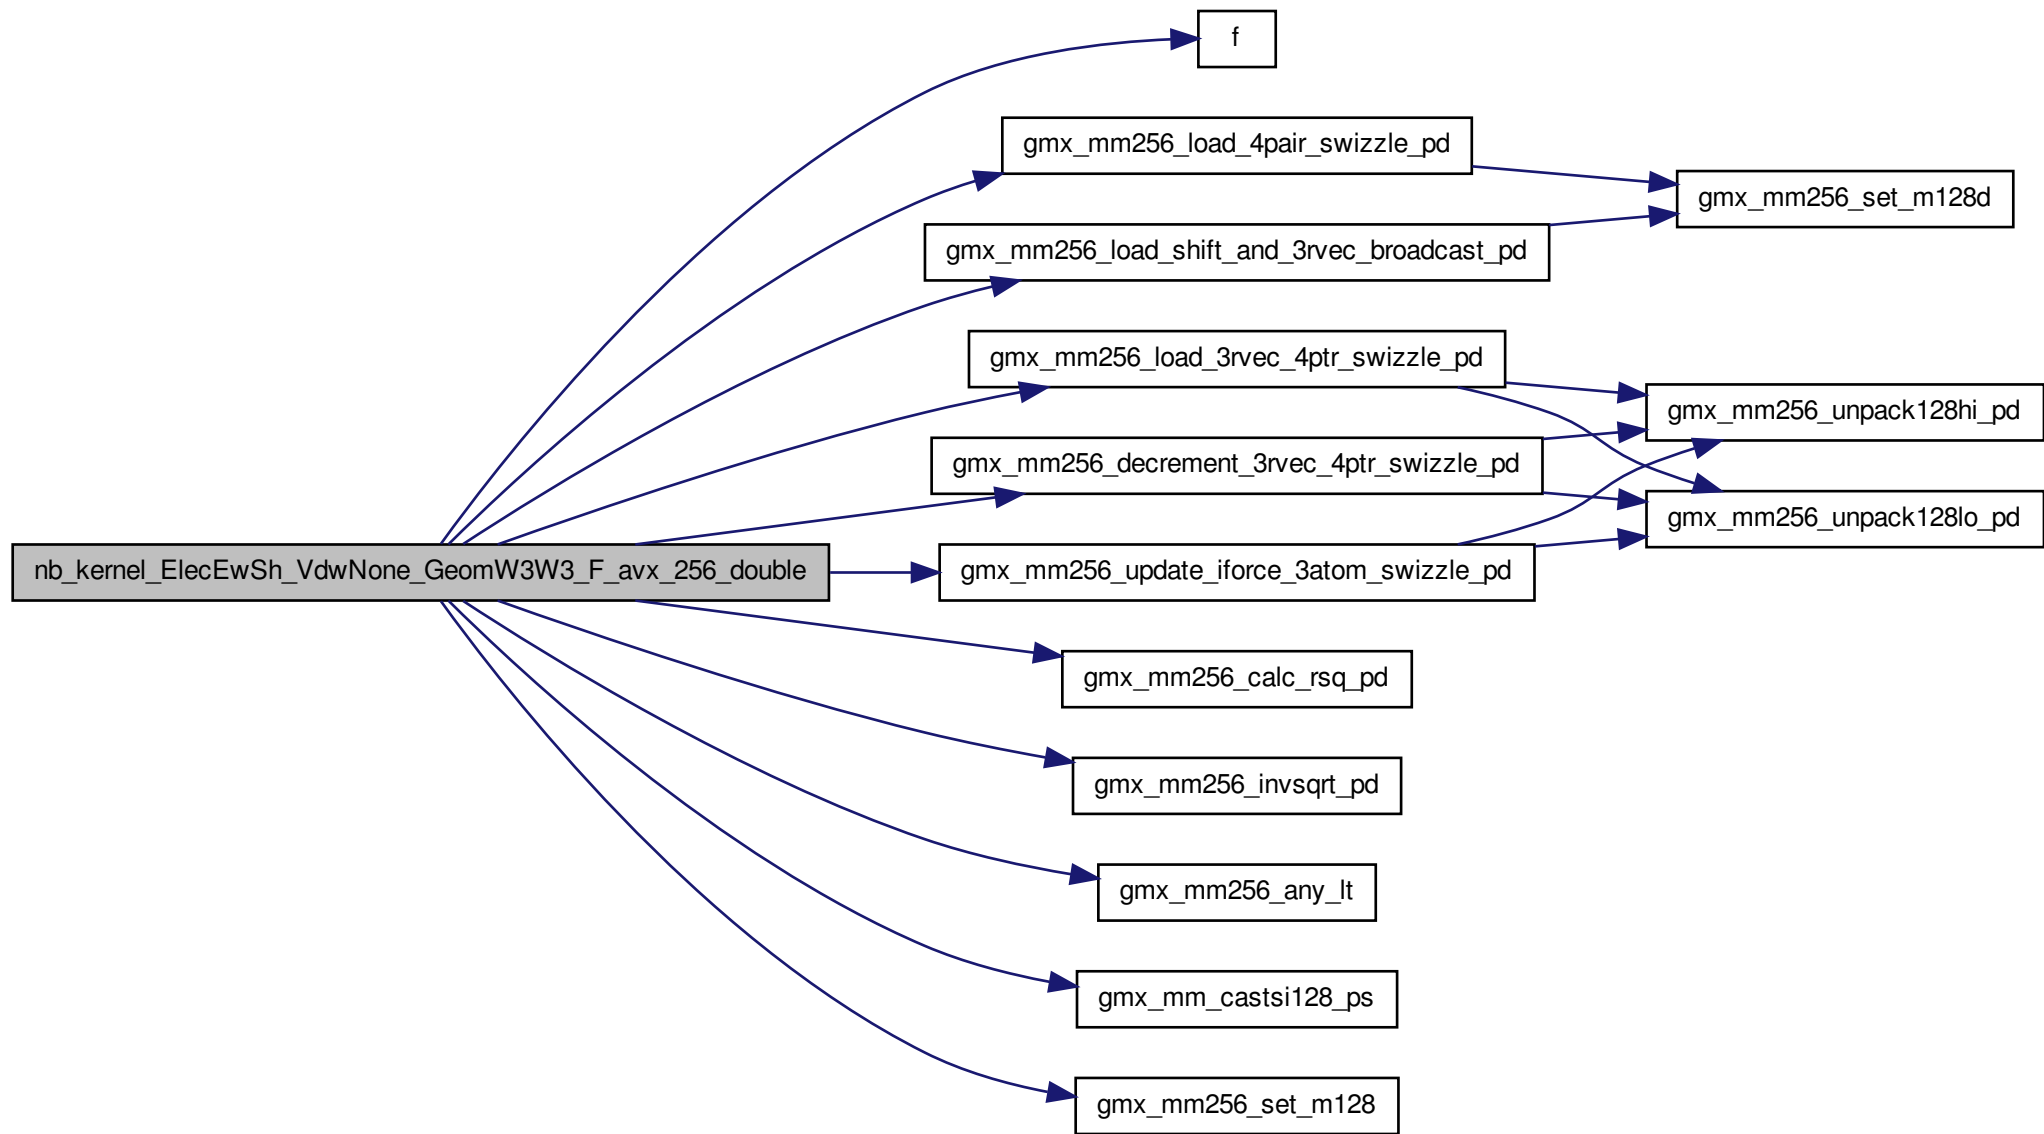 f
gmx_mm256_load_4pair_swizzle_pd
gmx_mm256_set_m128d
gmx_mm256_load_shift_and_3rvec_broadcast_pd
gmx_mm256_load_3rvec_4ptr_swizzle_pd
gmx_mm256_unpack128hi_pd
gmx_mm256_decrement_3rvec_4ptr_swizzle_pd
gmx_mm256_unpack128lo_pd
nb_kernel_ElecEwSh_VdwNone_GeomW3W3_F_avx_256_double
gmx_mm256_update_iforce_3atom_swizzle_pd
gmx_mm256_calc_rsq_pd
gmx_mm256_invsqrt_pd
gmx_mm256_any_lt
gmx_mm_castsi128_ps
gmx_mm256_set_m128